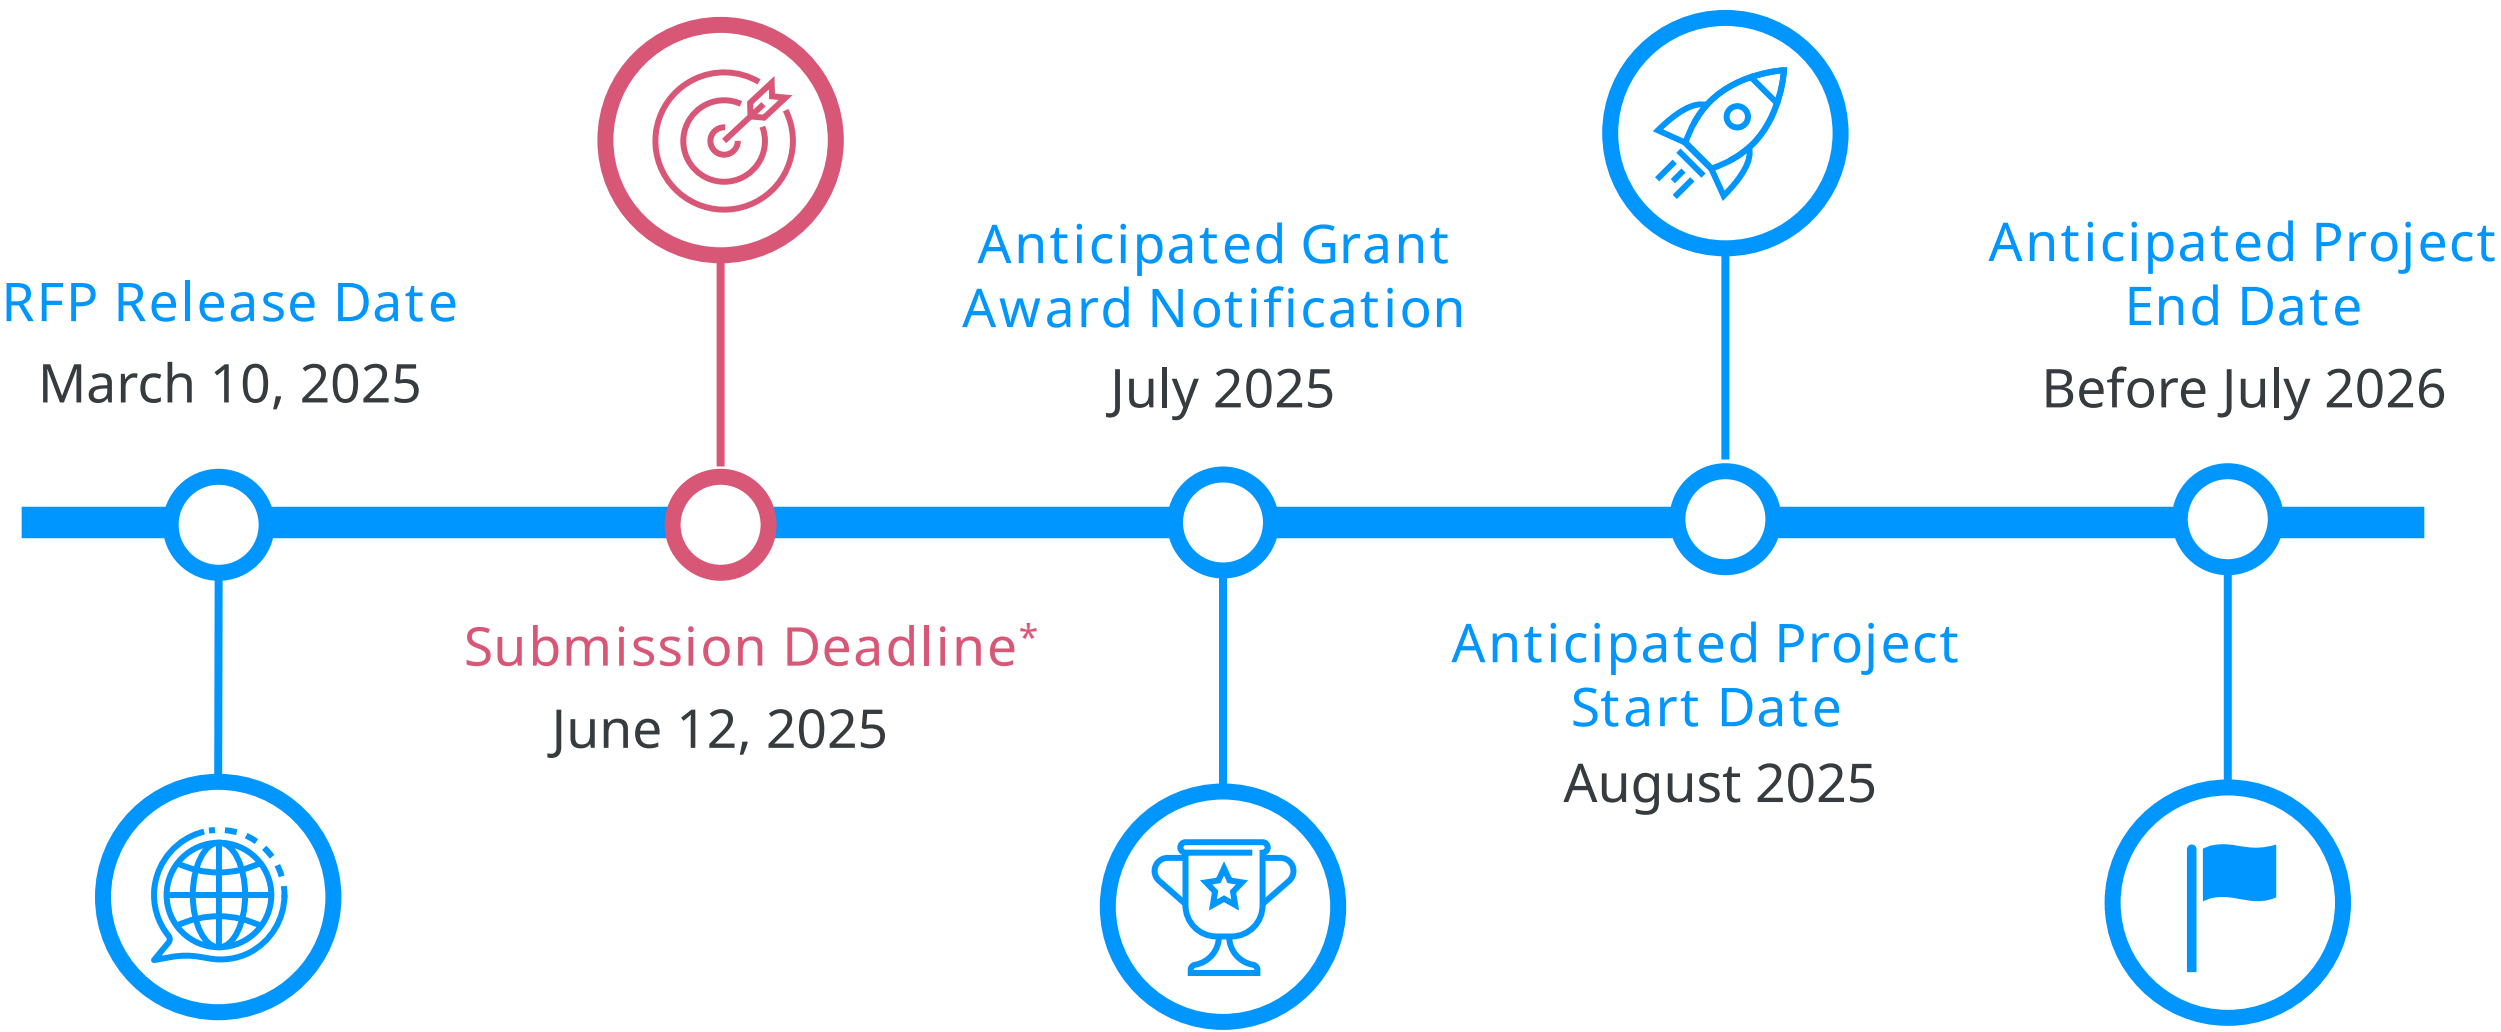 RFP Release Date
March 10, 2025
Submission Deadline*
June 12, 2025
Anticipated Grant
Award Notification
July 2025
Anticipated Project
Start Date
August 2025
Anticipated Project
End Date
Before July 2026